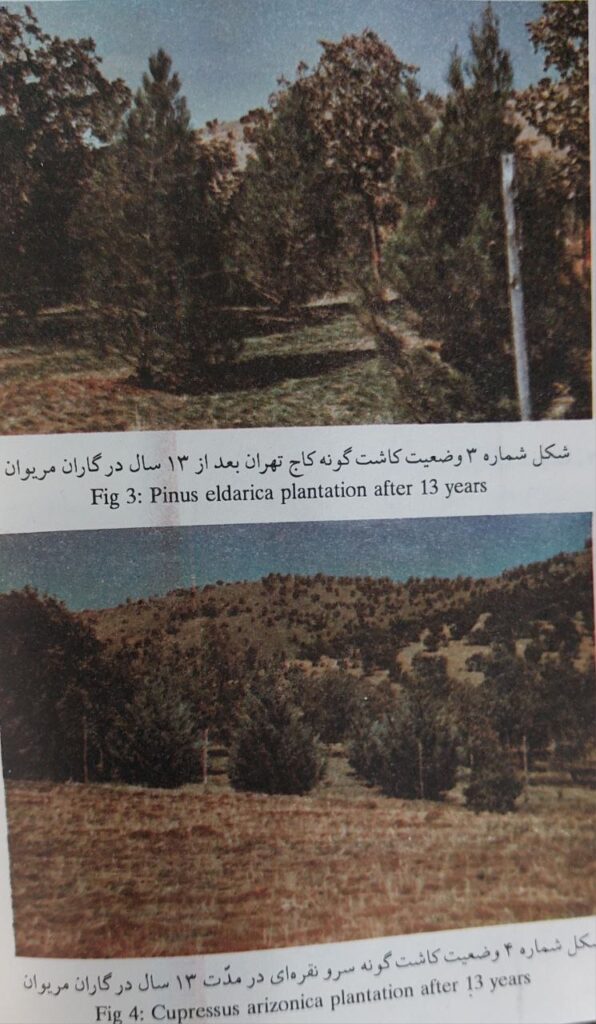 شکل شماره ۳ وضعیت کاشت گونه کاج تهران بعد از ۱۳ سال در گاران مریوان
Fig 3: Pinus eldarica plantation after 13 years
شکل شماره ۴ وضعیت کاشت گونه سرو نقره‌ای در مدّت ۱۳ سال در گاران مریوان
Fig 4: Cupressus arizonica plantation after 13 years